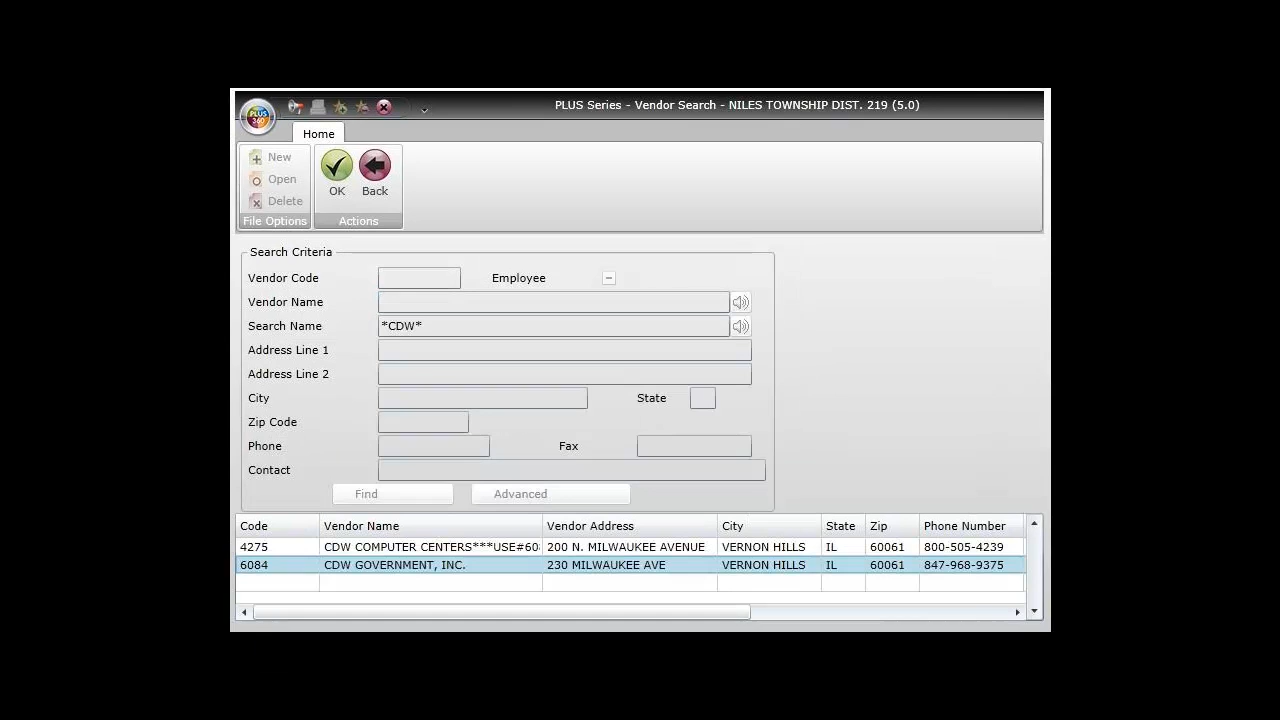 PLUS 360
PLUS Series - Vendor Search - NILES TOWNSHIP DIST. 219 (5.0)
Home
New
Open
Delete
File Options
OK
Back
Actions
Search Criteria
Vendor Code
Employee
Vendor Name
Search Name *CDW*
Address Line 1
Address Line 2
City
State
Zip Code
Phone
Fax
Contact
Find
Advanced
Code Vendor Name Vendor Address City State Zip Phone Number
4275 CDW COMPUTER CENTERS***USE#60 200 N. MILWAUKEE AVENUE VERNON HILLS IL 60061 800-505-4239
6084 CDW GOVERNMENT, INC. 230 MILWAUKEE AVE VERNON HILLS IL 60061 847-968-9375